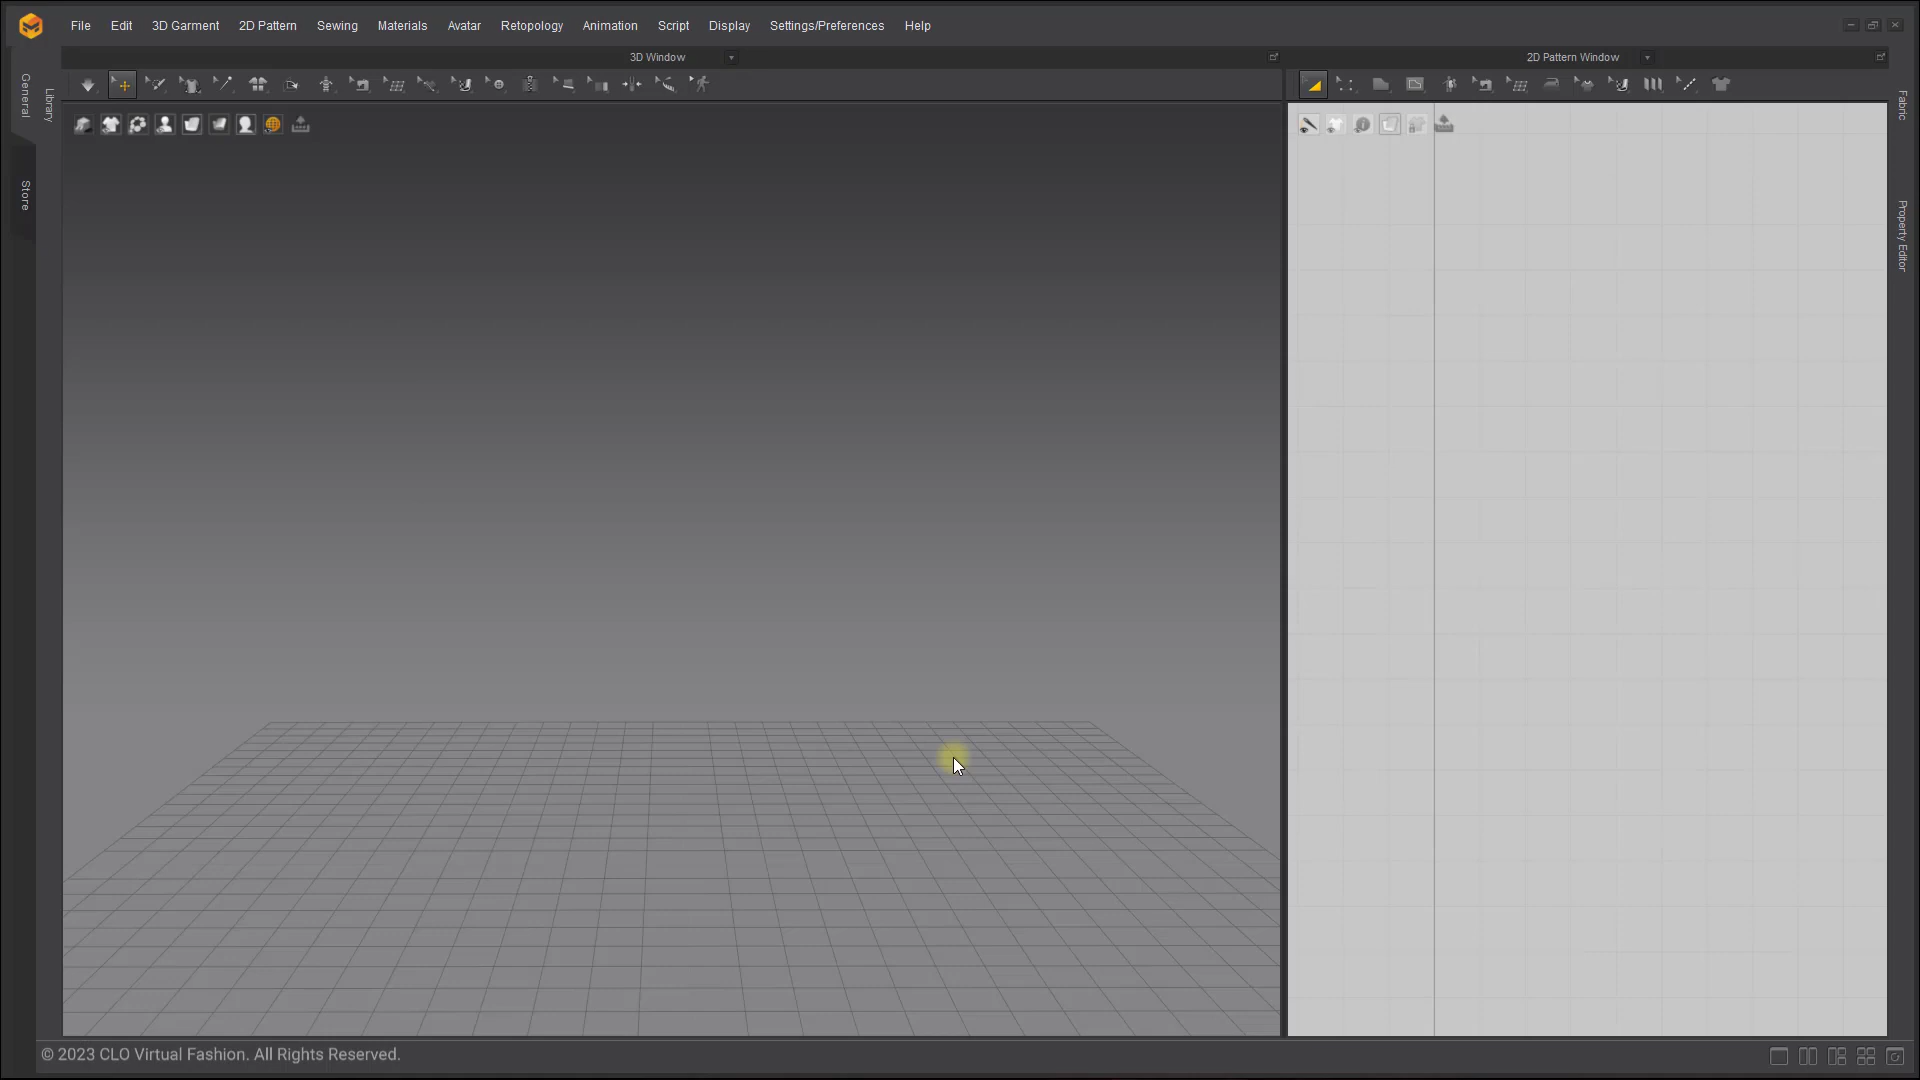 File Edit 3D Garment 2D Pattern Sewing Materials Avatar Retopology Animation Script Display Settings/Preferences Help
3D Window
2D Pattern Window
General
Library
Store
Fabric
Property Editor
© 2023 CLO Virtual Fashion. All Rights Reserved.